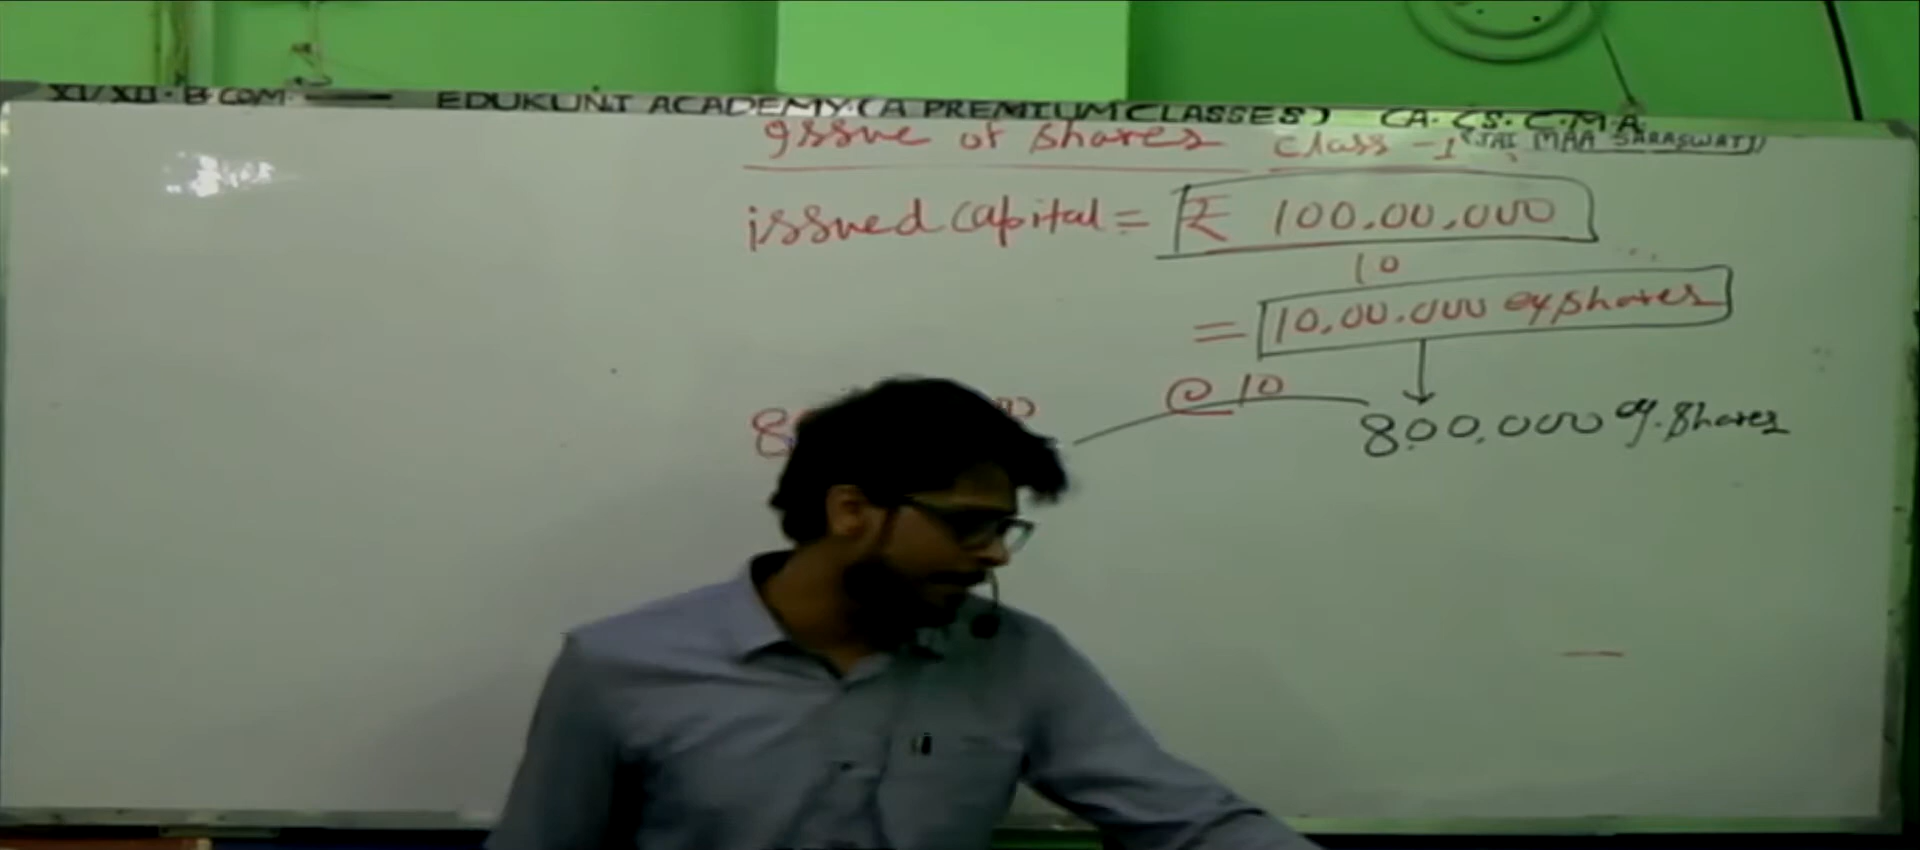 XI/XII · B.COM — EDUKUNT ACADEMY (A PREMIUM CLASSES) CA. CS. C.M.A
Issue of shares class -1 (JAI MAA SARASWATI)
issued capital = ₹ 100,00,000
10
= 10,00,000 eq shares
@ 10
800,000 eq. Shares